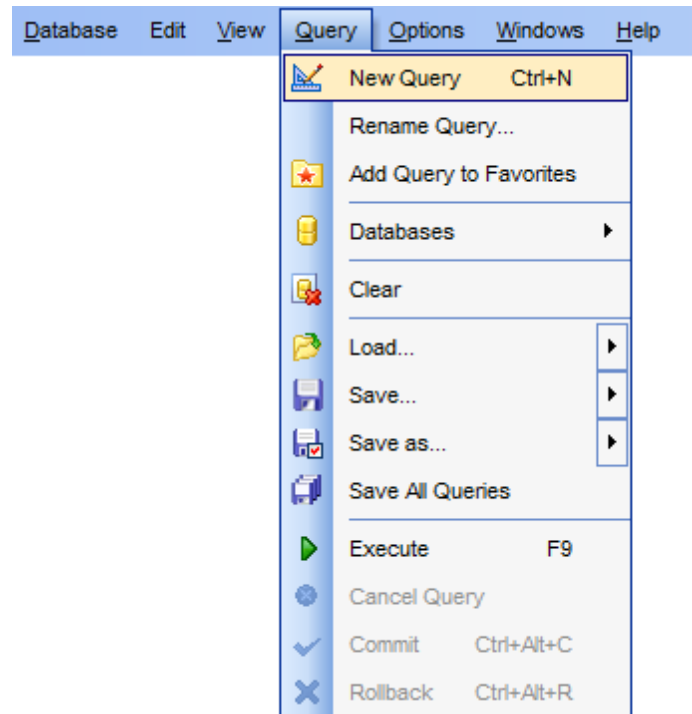 Database Edit View Query Options Windows Help
New Query Ctrl+N
Rename Query...
Add Query to Favorites
Databases
Clear
Load...
Save...
Save as...
Save All Queries
Execute F9
Cancel Query
Commit Ctrl+Alt+C
Rollback Ctrl+Alt+R